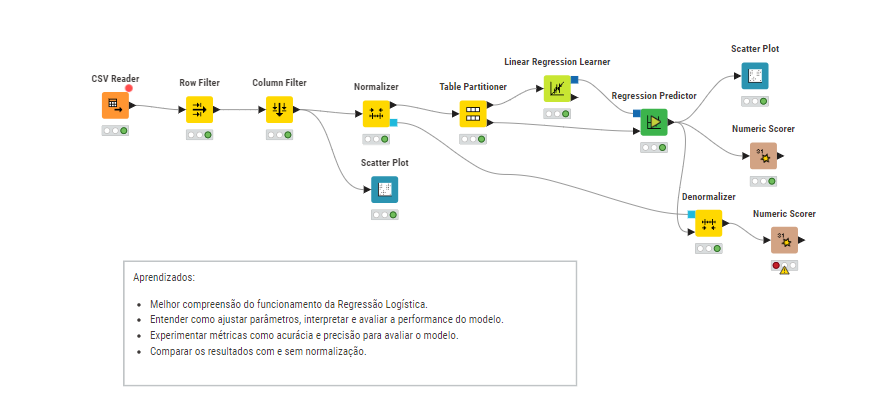 Scatter Plot
Linear Regression Learner
CSV Reader
Row Filter
Column Filter
Normalizer
Table Partitioner
Regression Predictor
Numeric Scorer
31
Scatter Plot
Denormalizer
Numeric Scorer
31
Aprendizados:
• Melhor compreensão do funcionamento da Regressão Logística.
• Entender como ajustar parâmetros, interpretar e avaliar a performance do modelo.
• Experimentar métricas como acurácia e precisão para avaliar o modelo.
• Comparar os resultados com e sem normalização.